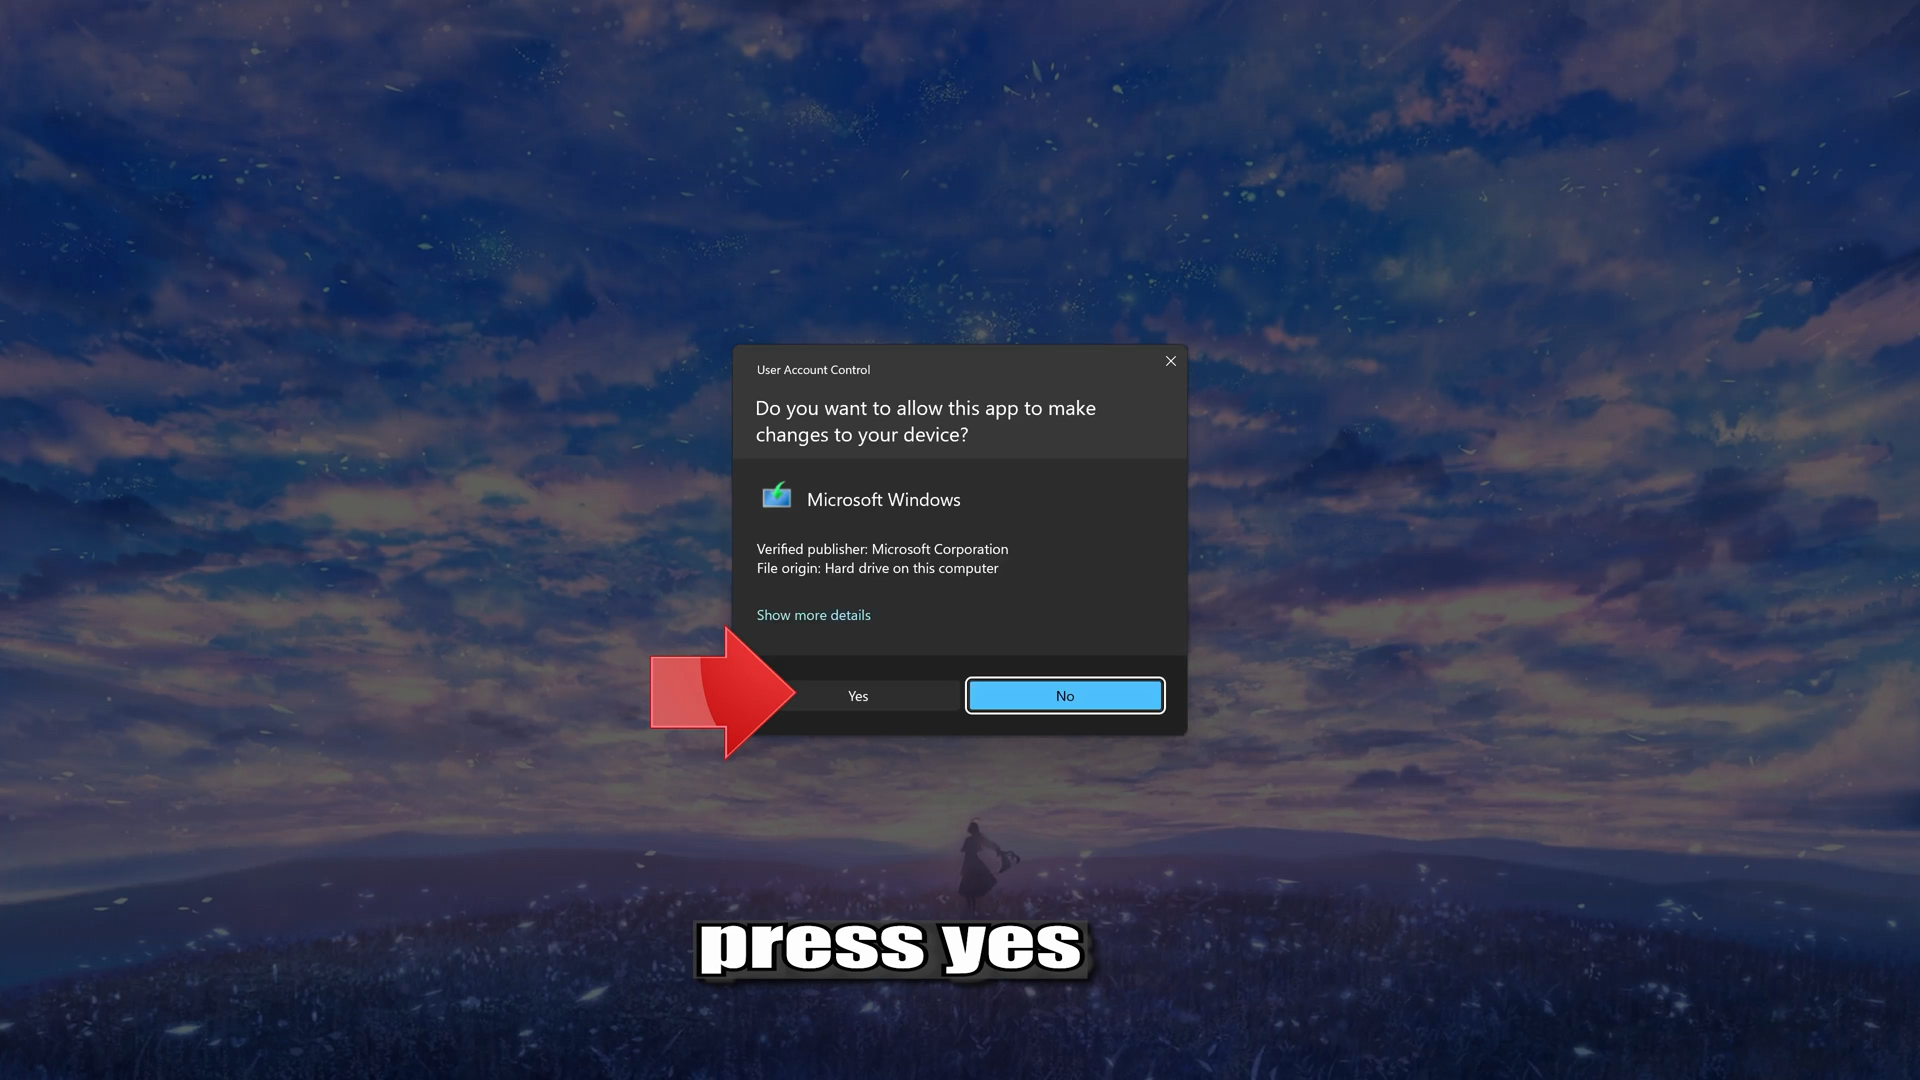 User Account Control
Do you want to allow this app to make
changes to your device?
Microsoft Windows
Verified publisher: Microsoft Corporation
File origin: Hard drive on this computer
Show more details
Yes
No
press yes